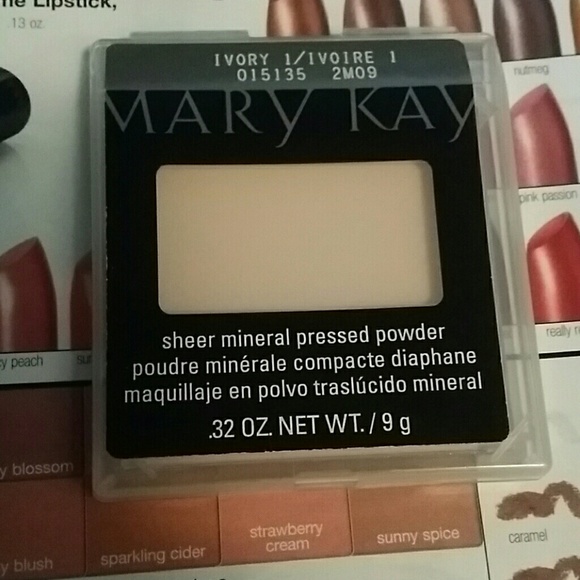 Lipstick,
.13 oz.
nutmeg
IVORY 1/IVOIRE 1
015135 2M09
MARY KAY
pink passion
sheer mineral pressed powder
poudre minérale compacte diaphane
maquillaje en polvo traslúcido mineral
.32 OZ. NET WT. / 9 g
peach
really
blossom
blush
sparkling cider
strawberry
cream
sunny spice
caramel